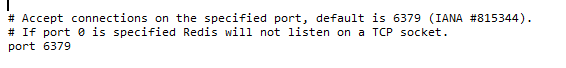 # Accept connections on the specified port, default is 6379 (IANA #815344).
# If port 0 is specified Redis will not listen on a TCP socket.
port 6379